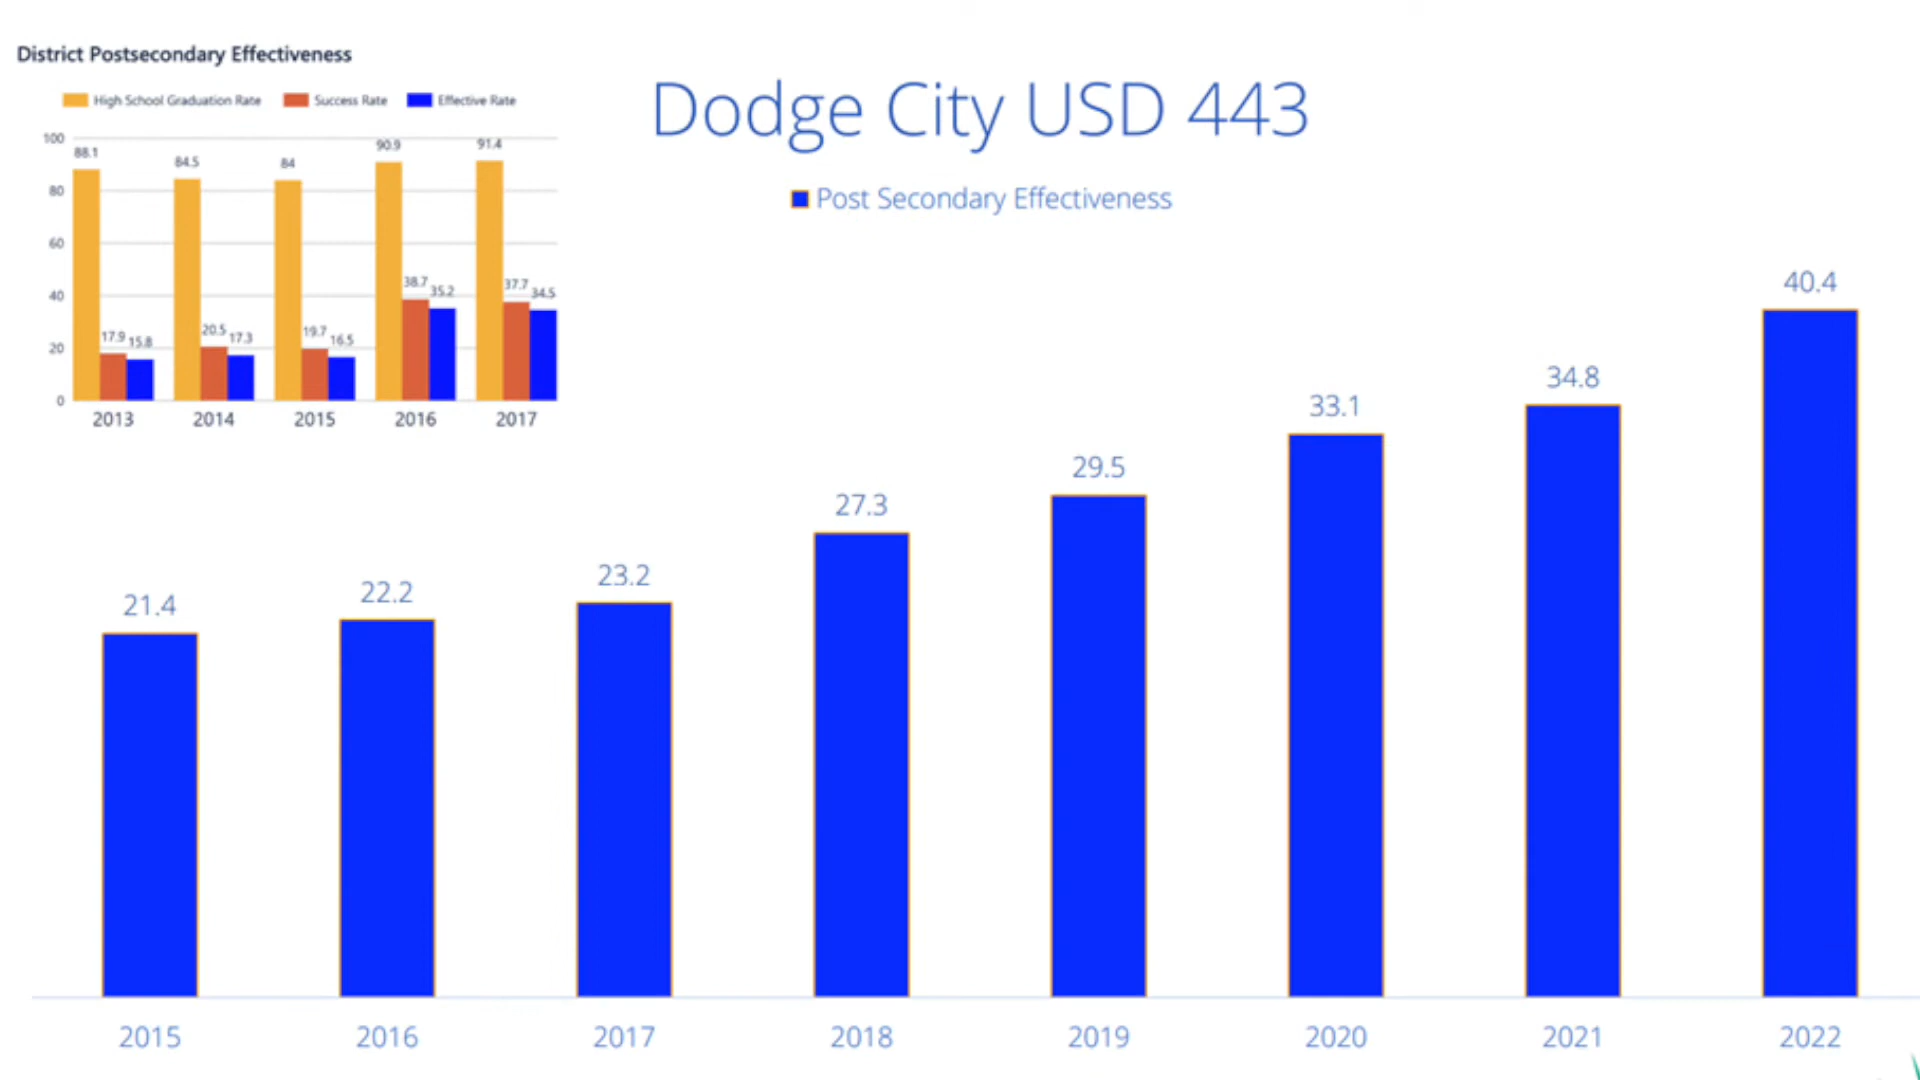 District Postsecondary Effectiveness
High School Graduation Rate Success Rate Effective Rate
100
80
60
40
20
0
88.1 84.5 84 90.9 91.4
17.9 15.8 20.5 17.3 19.7 16.5 38.7 35.2 37.7 34.5
2013 2014 2015 2016 2017
Dodge City USD 443
Post Secondary Effectiveness
21.4 22.2 23.2 27.3 29.5 33.1 34.8 40.4
2015 2016 2017 2018 2019 2020 2021 2022